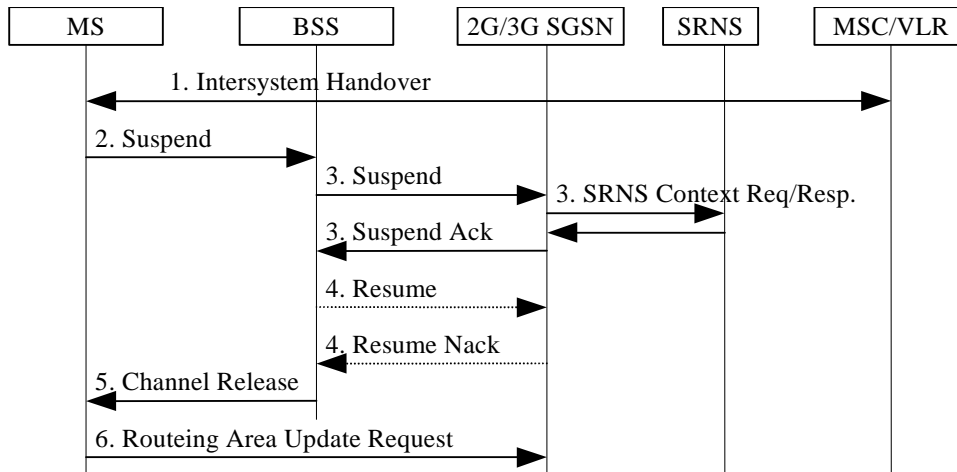 MS BSS 2G/3G SGSN SRNS MSC/VLR
1. Intersystem Handover
2. Suspend
3. Suspend
3. SRNS Context Req/Resp.
3. Suspend Ack
4. Resume
4. Resume Nack
5. Channel Release
6. Routeing Area Update Request